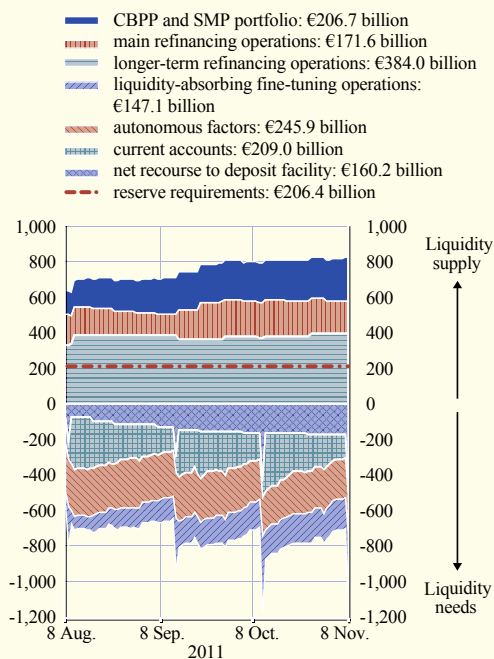 CBPP and SMP portfolio: €206.7 billion
main refinancing operations: €171.6 billion
longer-term refinancing operations: €384.0 billion
liquidity-absorbing fine-tuning operations:
€147.1 billion
autonomous factors: €245.9 billion
current accounts: €209.0 billion
net recourse to deposit facility: €160.2 billion
reserve requirements: €206.4 billion
1,000 1,000
Liquidity
supply
800 800
600 600
400 400
200 200
0 0
-200 -200
-400 -400
-600 -600
-800 -800
-1,000 -1,000
Liquidity
needs
-1,200 -1,200
8 Aug. 8 Sep. 8 Oct. 8 Nov.
2011